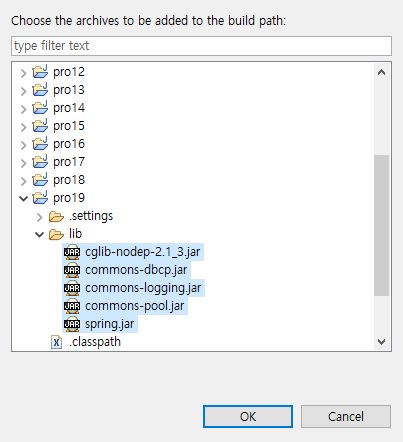 Choose the archives to be added to the build path:
type filter text
pro12
pro13
pro14
pro15
pro16
pro17
pro18
pro19
.settings
lib
cglib-nodep-2.1_3.jar
commons-dbcp.jar
commons-logging.jar
commons-pool.jar
spring.jar
.classpath
OK Cancel